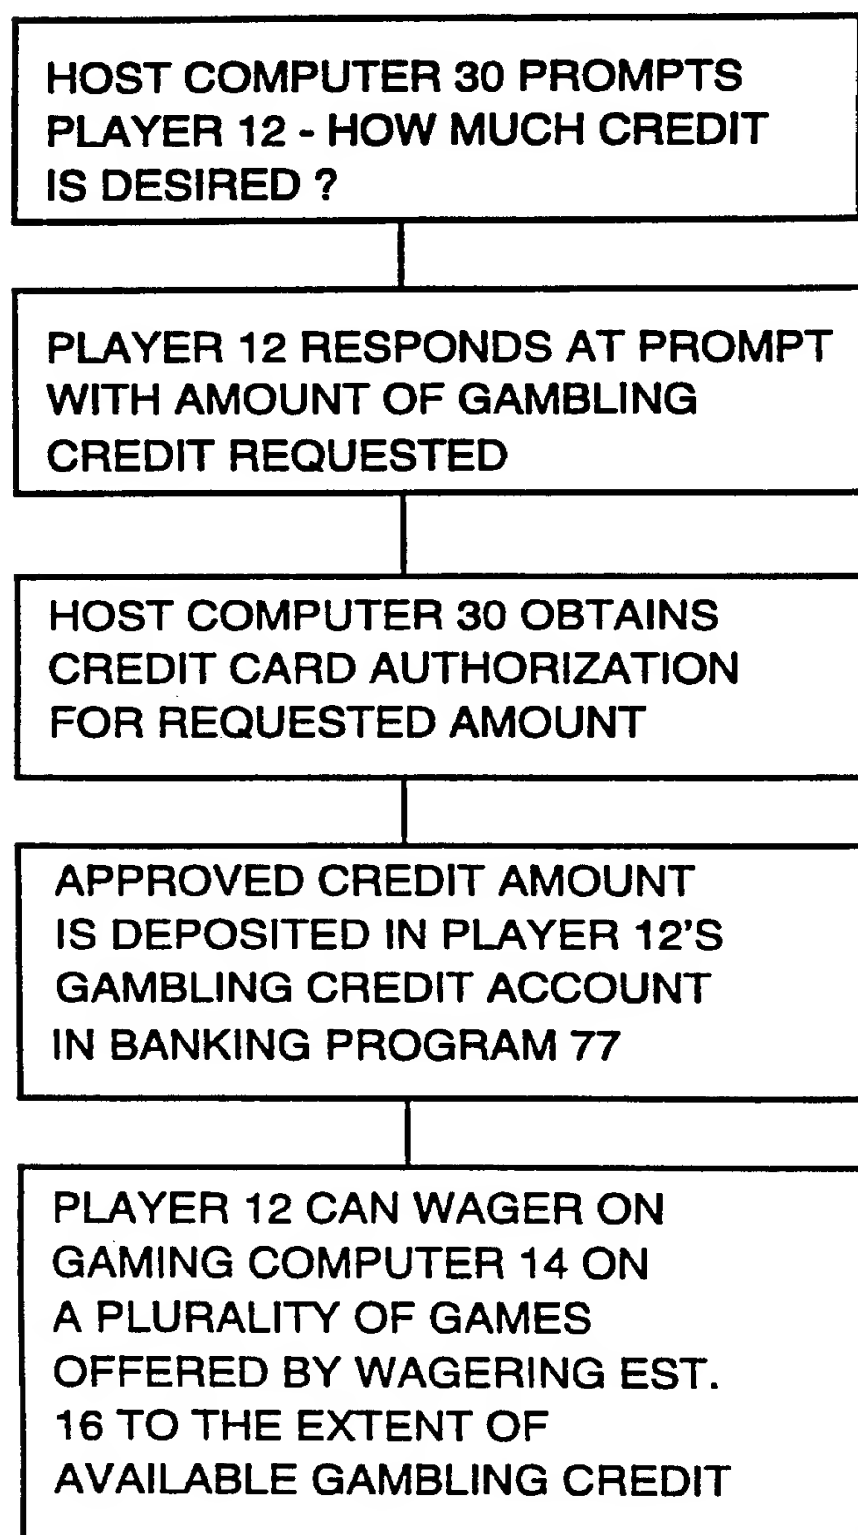 HOST COMPUTER 30 PROMPTS
PLAYER 12 - HOW MUCH CREDIT
IS DESIRED ?
PLAYER 12 RESPONDS AT PROMPT
WITH AMOUNT OF GAMBLING
CREDIT REQUESTED
HOST COMPUTER 30 OBTAINS
CREDIT CARD AUTHORIZATION
FOR REQUESTED AMOUNT
APPROVED CREDIT AMOUNT
IS DEPOSITED IN PLAYER 12'S
GAMBLING CREDIT ACCOUNT
IN BANKING PROGRAM 77
PLAYER 12 CAN WAGER ON
GAMING COMPUTER 14 ON
A PLURALITY OF GAMES
OFFERED BY WAGERING EST.
16 TO THE EXTENT OF
AVAILABLE GAMBLING CREDIT